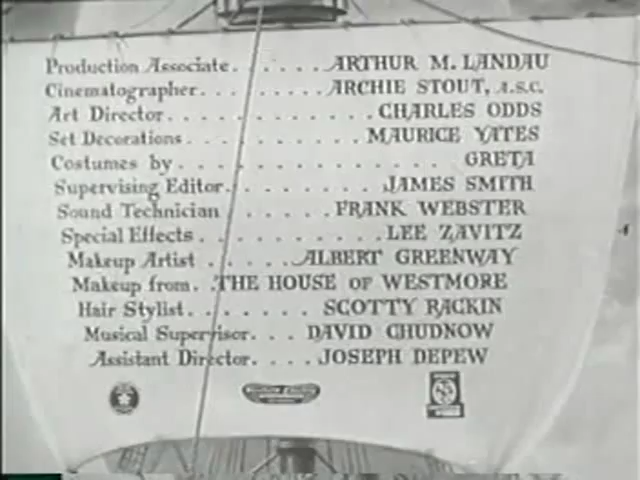 Production Associate. . . . . . ARTHUR M. LANDAU
Cinematographer. . . . . . . . ARCHIE STOUT, A.S.C.
Art Director. . . . . . . . . . . . . CHARLES ODDS
Set Decorations . . . . . . . . . . . MAURICE YATES
Costumes by . . . . . . . . . . . . . . . . GRETA
Supervising Editor. . . . . . . . . . JAMES SMITH
Sound Technician . . . . . FRANK WEBSTER
Special Effects . . . . . . . . . . . LEE ZAVITZ
Makeup Artist . . . . . ALBERT GREENWAY
Makeup from. . THE HOUSE OF WESTMORE
Hair Stylist. . . . . . . . SCOTTY RACKIN
Musical Supervisor. . . . DAVID CHUDNOW
Assistant Director. . . . . JOSEPH DEPEW